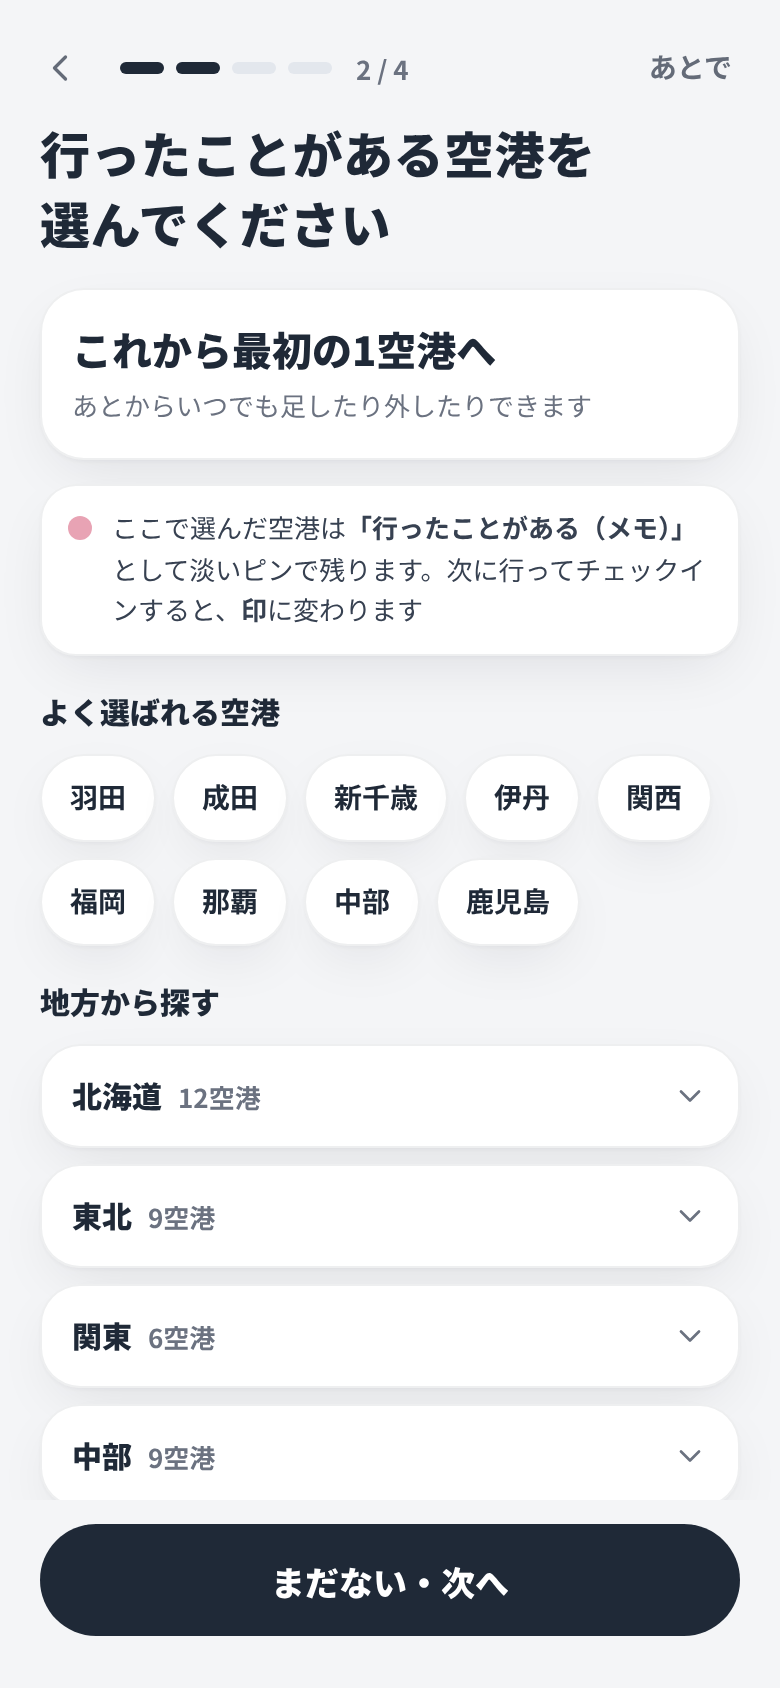 2 / 4
あとで
行ったことがある空港を
選んでください
これから最初の1空港へ
あとからいつでも足したり外したりできます
ここで選んだ空港は「行ったことがある（メモ）」
として淡いピンで残ります。次に行ってチェックイ
ンすると、印に変わります
よく選ばれる空港
羽田
成田
新千歳
伊丹
関西
福岡
那覇
中部
鹿児島
地方から探す
北海道 12空港
東北 9空港
関東 6空港
中部 9空港
まだない・次へ